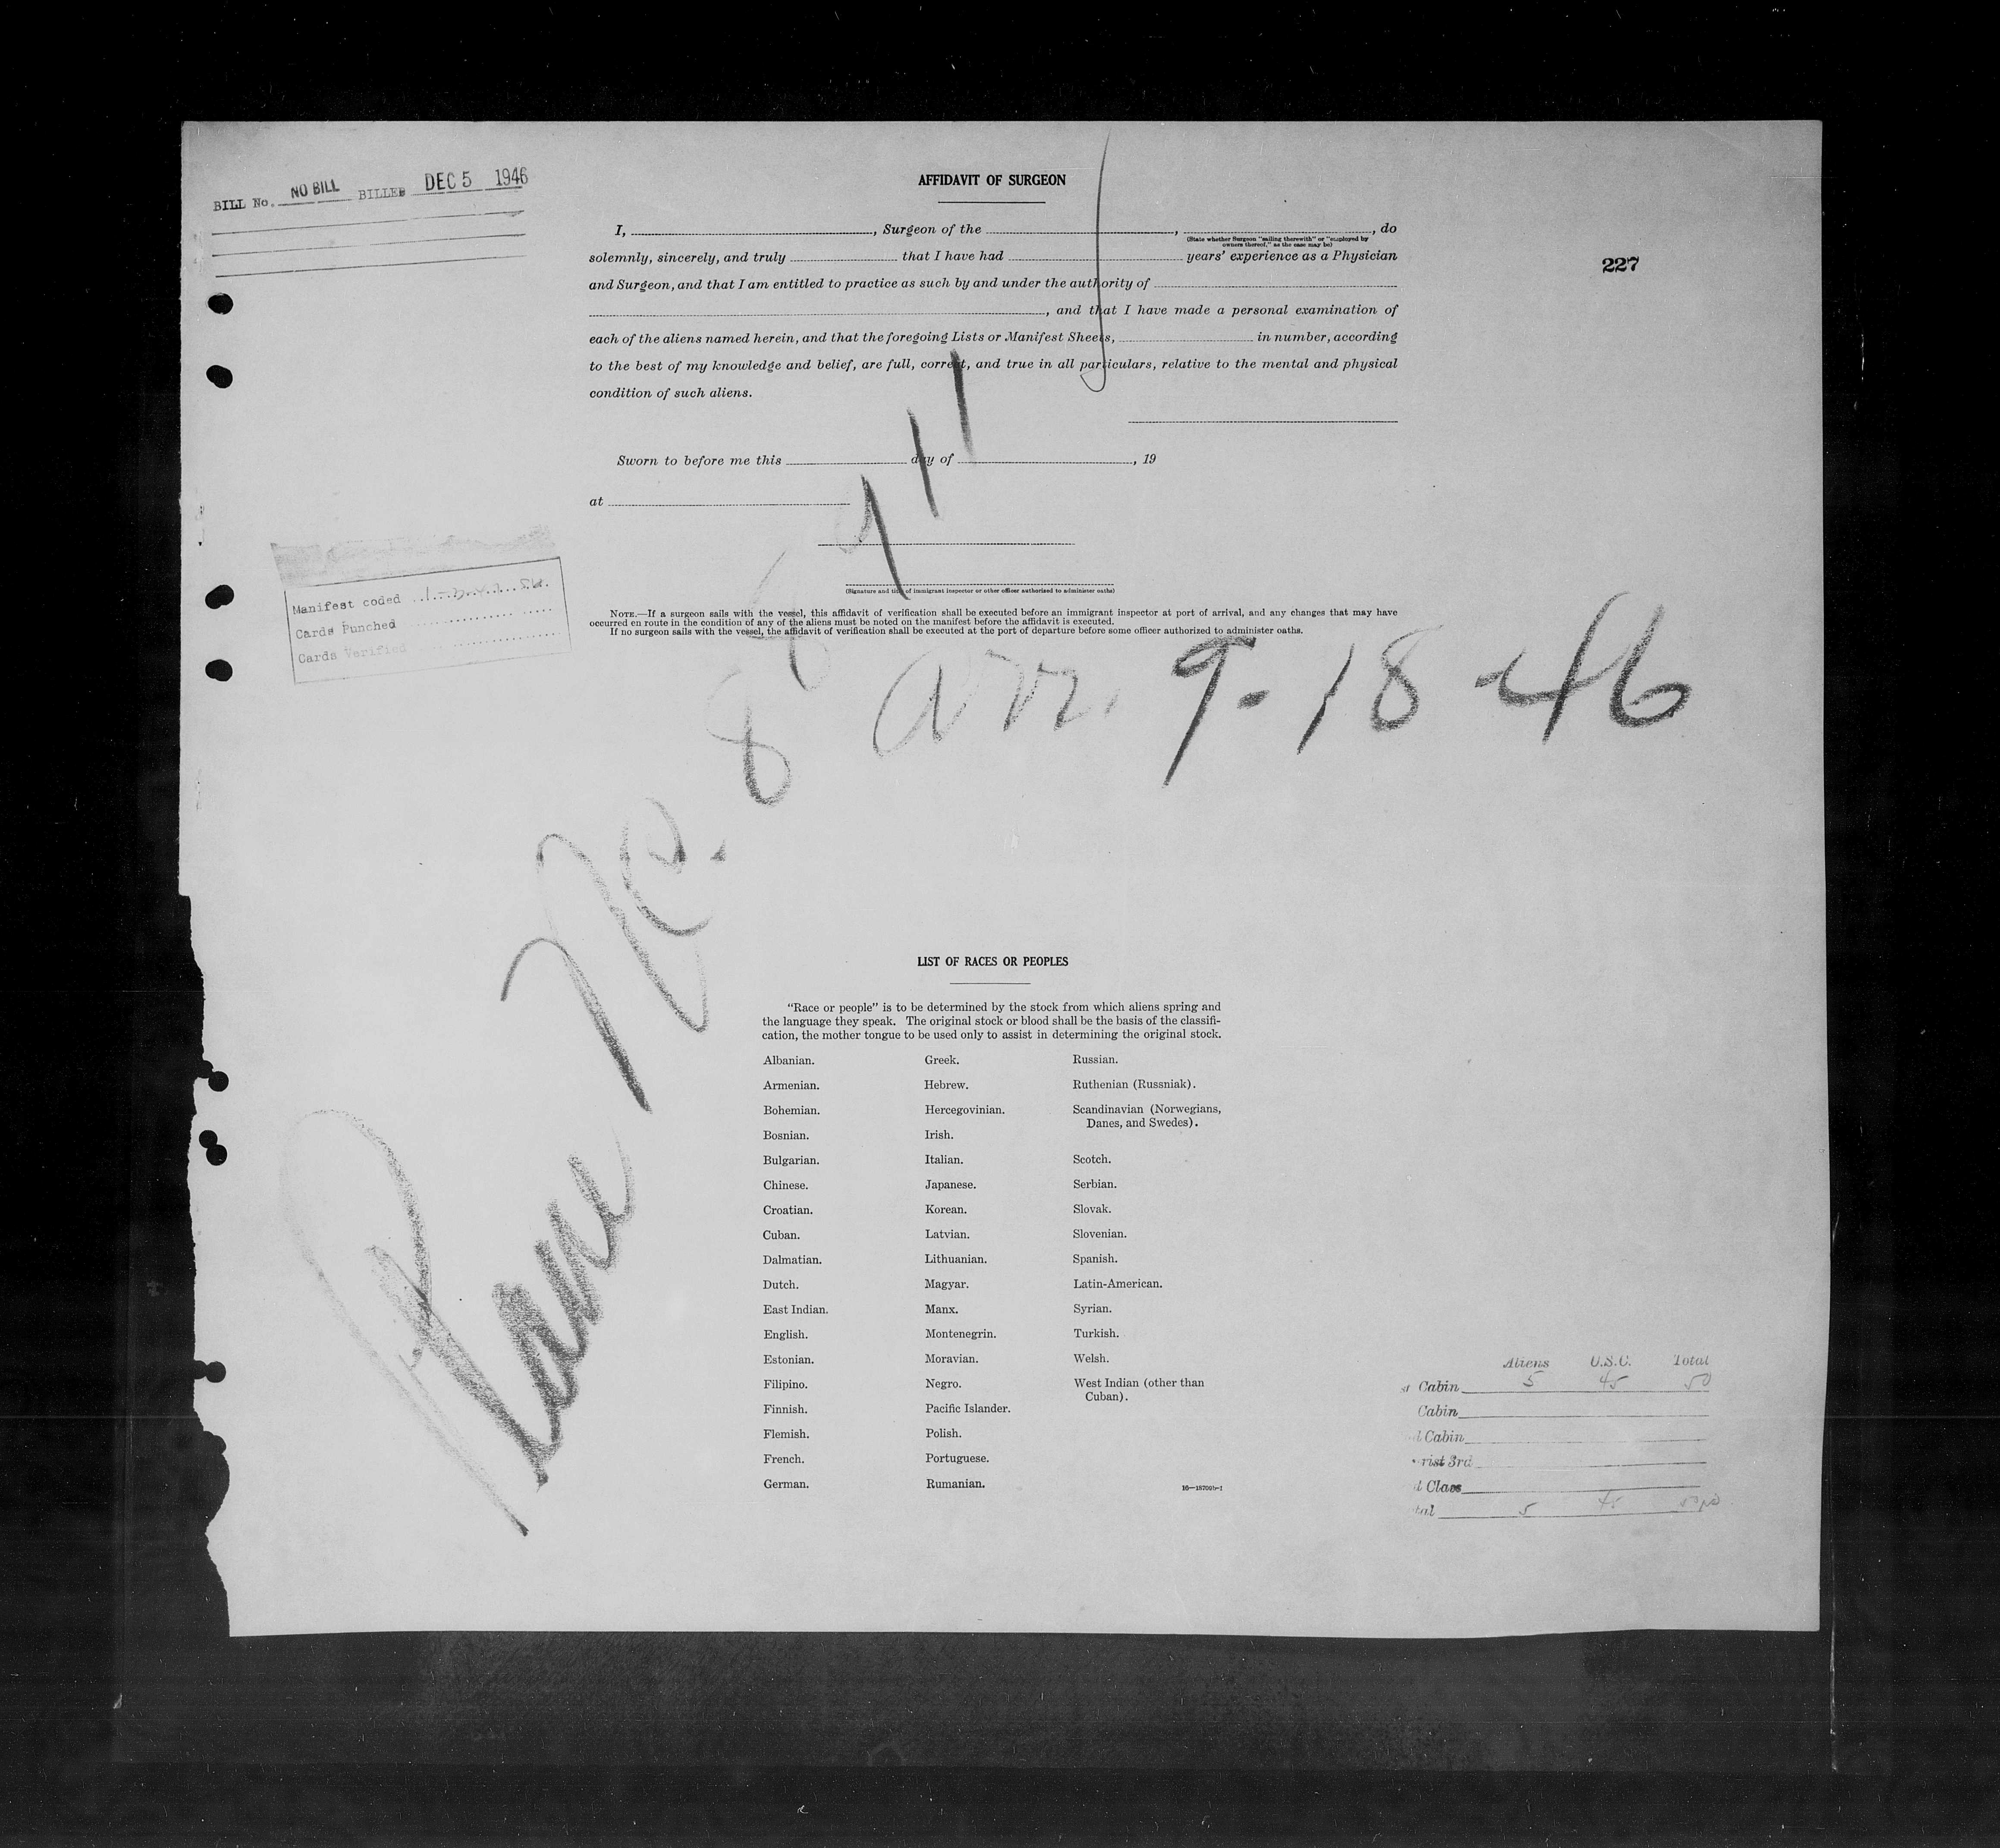 BILL No. NO BILL BILLED DEC 5 1946
AFFIDAVIT OF SURGEON
227
I, , Surgeon of the , , do
(State whether Surgeon "sailing therewith" or "employed by
owners thereof," as the case may be)
solemnly, sincerely, and truly that I have had years' experience as a Physician
and Surgeon, and that I am entitled to practice as such by and under the authority of
, and that I have made a personal examination of
each of the aliens named herein, and that the foregoing Lists or Manifest Sheets, in number, according
to the best of my knowledge and belief, are full, correct, and true in all particulars, relative to the mental and physical
condition of such aliens.
Sworn to before me this day of , 19
at
(Signature and title of immigrant inspector or other officer authorized to administer oaths)
Manifest coded
Cards Punched
Cards Verified
NOTE.—If a surgeon sails with the vessel, this affidavit of verification shall be executed before an immigrant inspector at port of arrival, and any changes that may have
occurred en route in the condition of any of the aliens must be noted on the manifest before the affidavit is executed.
If no surgeon sails with the vessel, the affidavit of verification shall be executed at the port of departure before some officer authorized to administer oaths.
arr. 9-18-46
LIST OF RACES OR PEOPLES
"Race or people" is to be determined by the stock from which aliens spring and
the language they speak. The original stock or blood shall be the basis of the classifi-
cation, the mother tongue to be used only to assist in determining the original stock.
Albanian.
Armenian.
Bohemian.
Bosnian.
Bulgarian.
Chinese.
Croatian.
Cuban.
Dalmatian.
Dutch.
East Indian.
English.
Estonian.
Filipino.
Finnish.
Flemish.
French.
German.
Greek.
Hebrew.
Hercegovinian.
Irish.
Italian.
Japanese.
Korean.
Latvian.
Lithuanian.
Magyar.
Manx.
Montenegrin.
Moravian.
Negro.
Pacific Islander.
Polish.
Portuguese.
Rumanian.
Russian.
Ruthenian (Russniak).
Scandinavian (Norwegians,
Danes, and Swedes).
Scotch.
Serbian.
Slovak.
Slovenian.
Spanish.
Latin-American.
Syrian.
Turkish.
Welsh.
West Indian (other than
Cuban).
Aliens U.S.C. Total
Cabin 5 45 50
Cabin
Cabin
rist 3rd
Class
tal 5 45